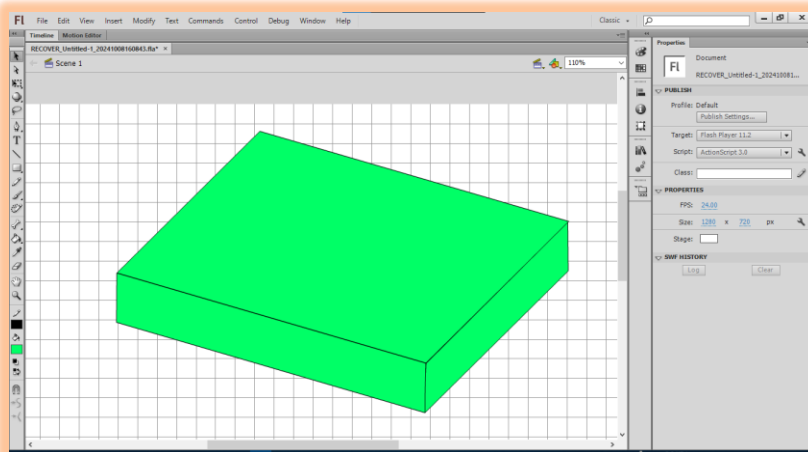 Fl File Edit View Insert Modify Text Commands Control Debug Window Help Classic
Timeline Motion Editor
RECOVER_Untitled-1_20241008160843.fla* ×
Scene 1 110%
Properties
Fl Document
RECOVER_Untitled-1_202410081...
PUBLISH
Profile: Default
Publish Settings...
Target: Flash Player 11.2
Script: ActionScript 3.0
Class:
PROPERTIES
FPS: 24.00
Size: 1280 x 720 px
Stage:
SWF HISTORY
Log Clear